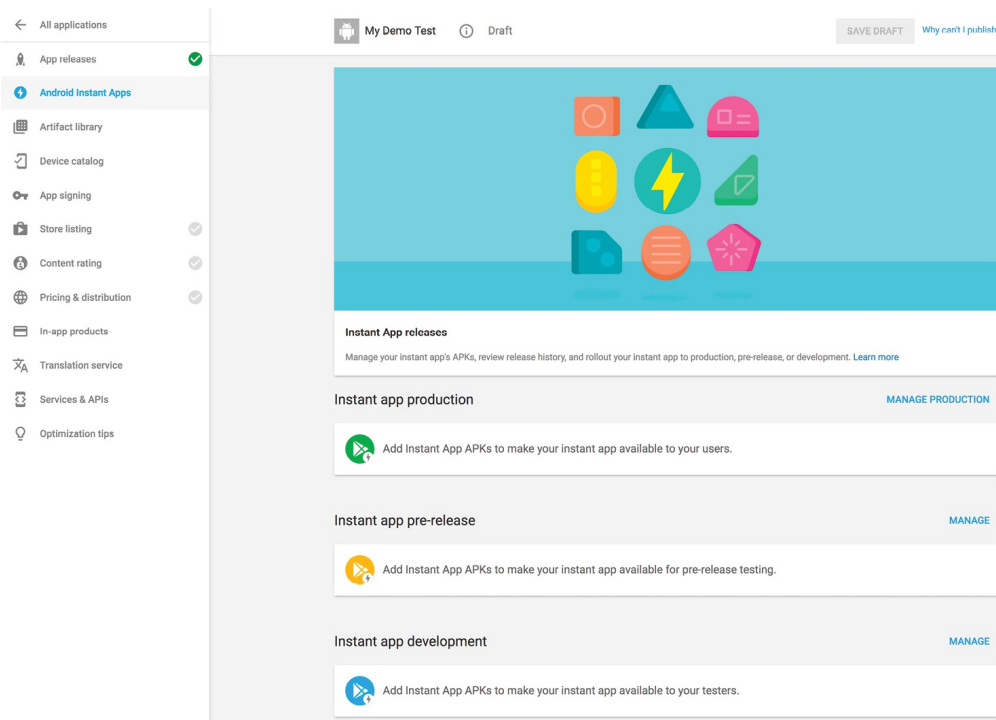 All applications
App releases
Android Instant Apps
Artifact library
Device catalog
App signing
Store listing
Content rating
Pricing & distribution
In-app products
Translation service
Services & APIs
Optimization tips
My Demo Test
Draft
SAVE DRAFT
Why can't I publish
Instant App releases
Manage your instant app's APKs, review release history, and rollout your instant app to production, pre-release, or development. Learn more
Instant app production
MANAGE PRODUCTION
Add Instant App APKs to make your instant app available to your users.
Instant app pre-release
MANAGE
Add Instant App APKs to make your instant app available for pre-release testing.
Instant app development
MANAGE
Add Instant App APKs to make your instant app available to your testers.